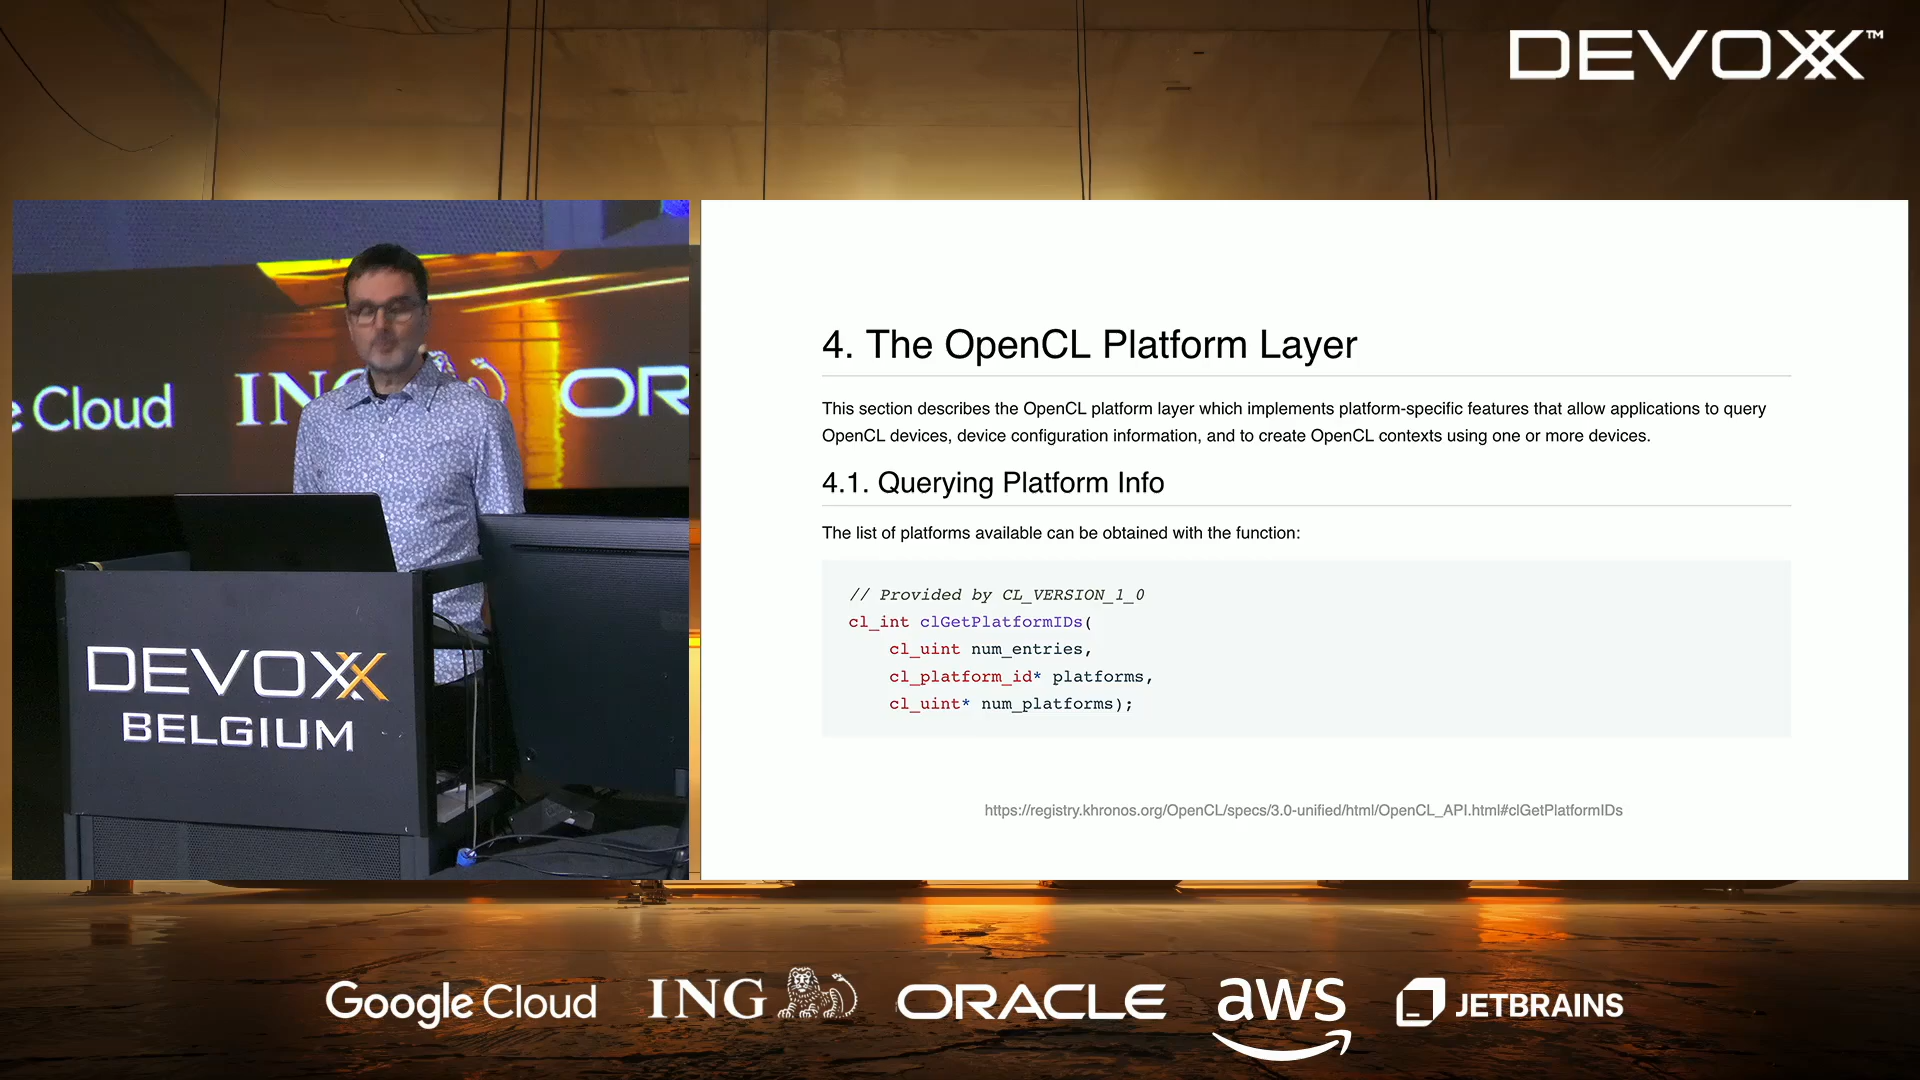 DEVOXX™
e Cloud
ING
OR
DEVOXX
BELGIUM
4. The OpenCL Platform Layer
This section describes the OpenCL platform layer which implements platform-specific features that allow applications to query
OpenCL devices, device configuration information, and to create OpenCL contexts using one or more devices.
4.1. Querying Platform Info
The list of platforms available can be obtained with the function:
// Provided by CL_VERSION_1_0
cl_int clGetPlatformIDs(
    cl_uint num_entries,
    cl_platform_id* platforms,
    cl_uint* num_platforms);
https://registry.khronos.org/OpenCL/specs/3.0-unified/html/OpenCL_API.html#clGetPlatformIDs
Google Cloud
ING
ORACLE
aws
JETBRAINS